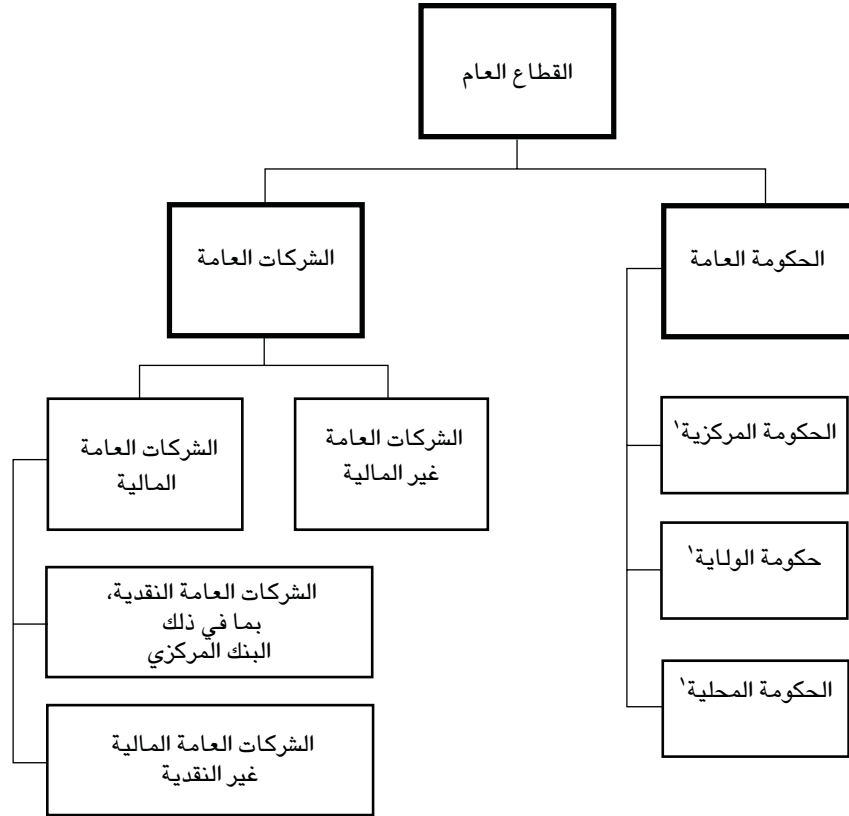 القطاع العام
الحكومة العامة
الشركات العامة
الحكومة المركزية١
حكومة الولاية١
الحكومة المحلية١
الشركات العامة
غير المالية
الشركات العامة
المالية
الشركات العامة النقدية،
بما في ذلك
البنك المركزي
الشركات العامة المالية
غير النقدية